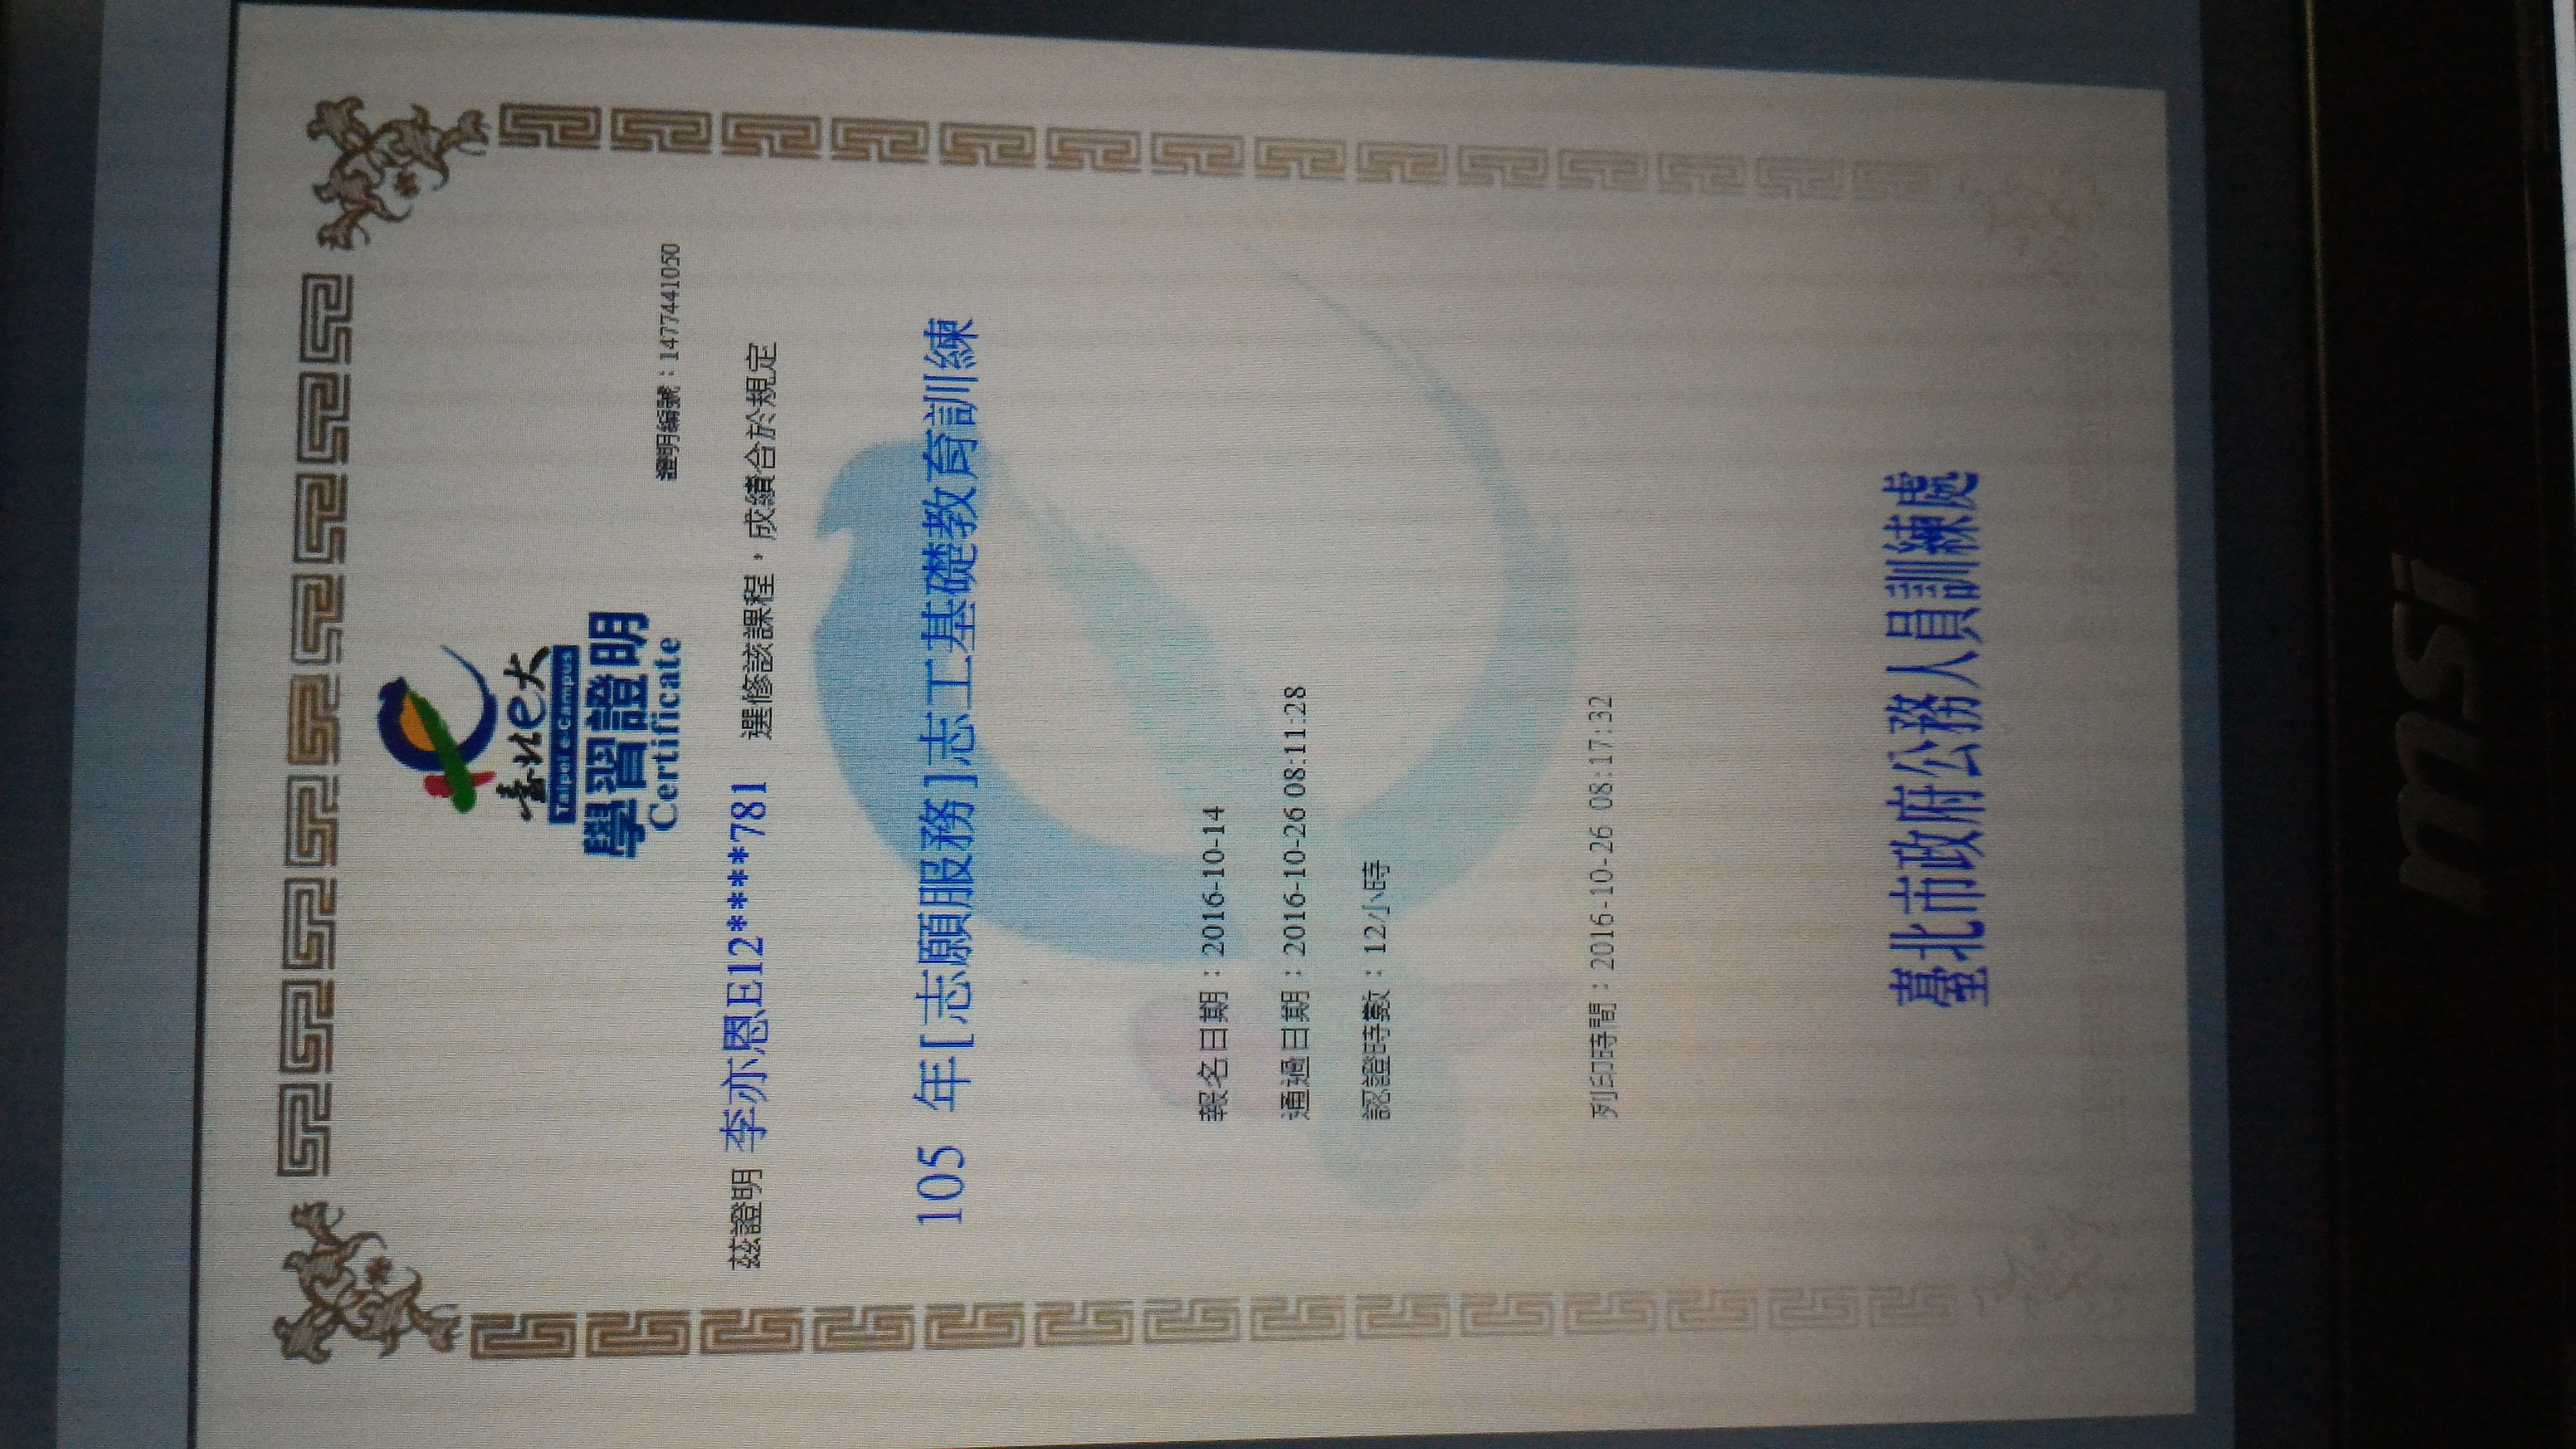 臺北e大
Taipei e-Campus
學習證明
Certificate
證明編號：1477441050
茲證明 李亦恩E12****781 選修該課程，成績合於規定
105 年[志願服務]志工基礎教育訓練
報名日期：2016-10-14
通過日期：2016-10-26 08:11:28
認證時數：12小時
列印時間：2016-10-26 08:17:32
臺北市政府公務人員訓練處
msi